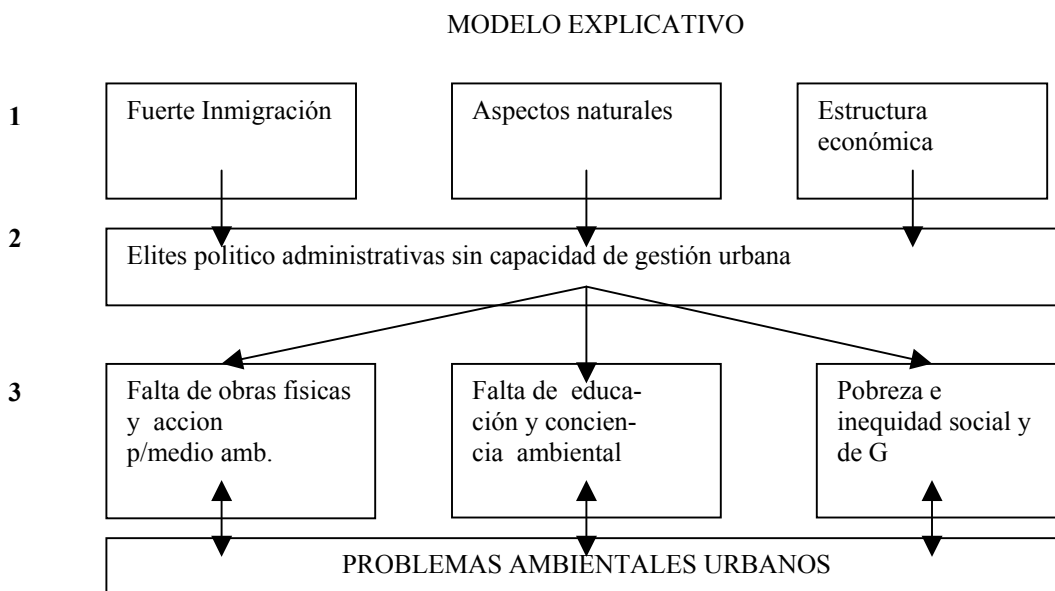 MODELO EXPLICATIVO
1
Fuerte Inmigración
Aspectos naturales
Estructura
económica
2
Elites politico administrativas sin capacidad de gestión urbana
3
Falta de obras fisicas
y accion
p/medio amb.
Falta de educa-
ción y concien-
cia ambiental
Pobreza e
inequidad social y
de G
PROBLEMAS AMBIENTALES URBANOS